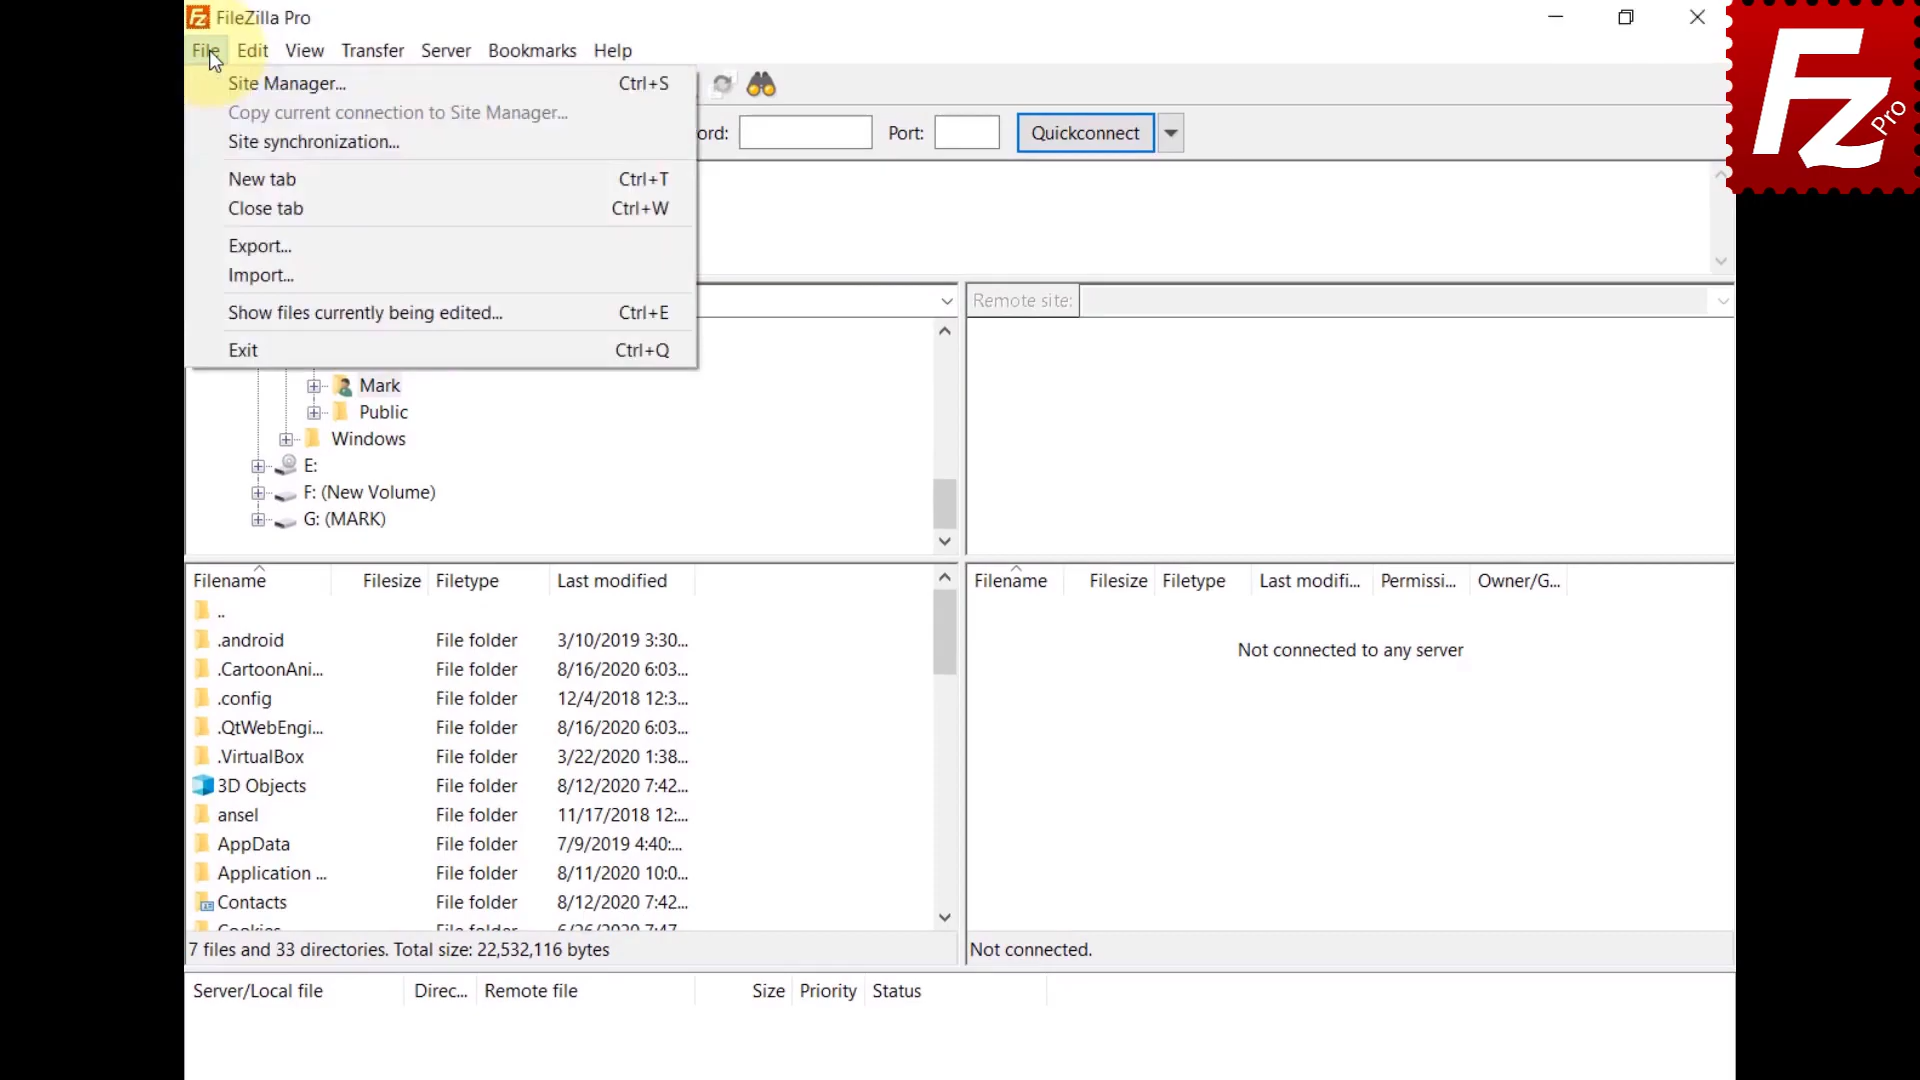 FileZilla Pro
File Edit View Transfer Server Bookmarks Help
Site Manager... Ctrl+S
Copy current connection to Site Manager...
ord: Port: Quickconnect
Site synchronization...
New tab Ctrl+T
Close tab Ctrl+W
Export...
Import...
Remote site:
Show files currently being edited... Ctrl+E
Exit Ctrl+Q
Mark
Public
Windows
E:
F: (New Volume)
G: (MARK)
Filename Filesize Filetype Last modified
..
.android File folder 3/10/2019 3:30...
.CartoonAni... File folder 8/16/2020 6:03...
.config File folder 12/4/2018 12:3...
.QtWebEngi... File folder 8/16/2020 6:03...
.VirtualBox File folder 3/22/2020 1:38...
3D Objects File folder 8/12/2020 7:42...
ansel File folder 11/17/2018 12:...
AppData File folder 7/9/2019 4:40:...
Application ... File folder 8/11/2020 10:0...
Contacts File folder 8/12/2020 7:42...
Cookies File folder 6/26/2020 7:47
7 files and 33 directories. Total size: 22,532,116 bytes
Filename Filesize Filetype Last modifi... Permissi... Owner/G...
Not connected to any server
Not connected.
Server/Local file Direc... Remote file Size Priority Status
Fz Pro